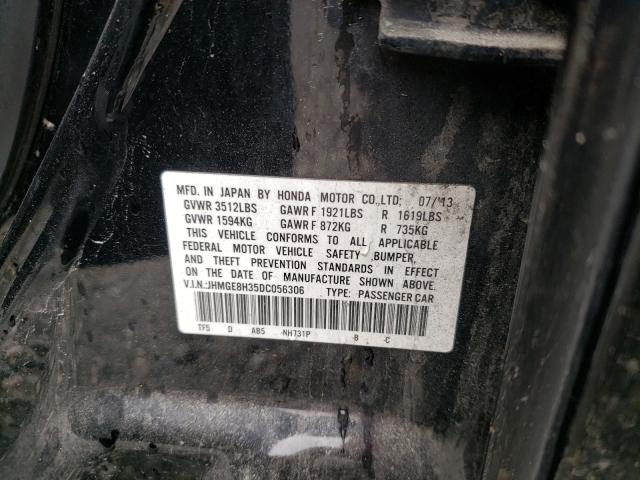 MFD. IN JAPAN BY HONDA MOTOR CO.,LTD. 07/13
GVWR 3512LBS GAWR F 1921LBS R 1619LBS
GVWR 1594KG GAWR F 872KG R 735KG
THIS VEHICLE CONFORMS TO ALL APPLICABLE
FEDERAL MOTOR VEHICLE SAFETY ,BUMPER,
AND THEFT PREVENTION STANDARDS IN EFFECT
ON THE DATE OF MANUFACTURE SHOWN ABOVE.
V.I.N.:JHMGE8H35DC056306 TYPE: PASSENGER CAR
TF5 D AB5 -NH731P -B -C